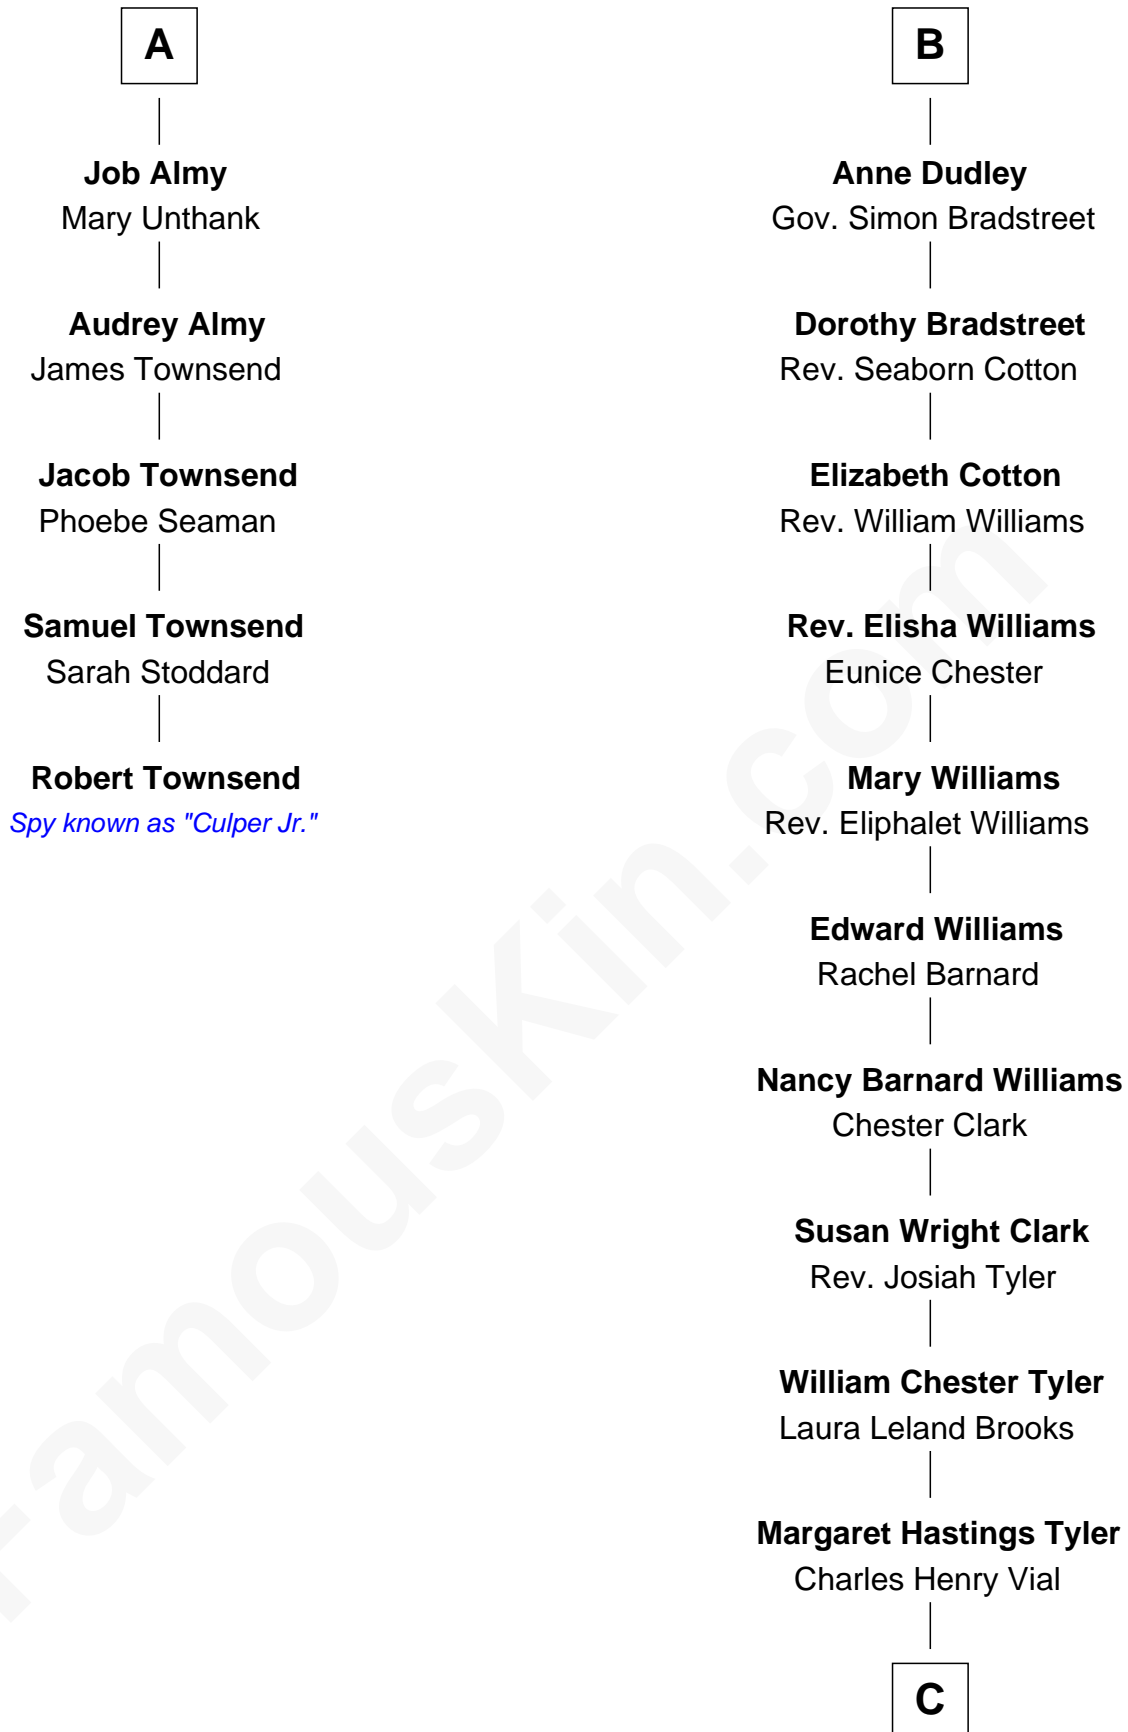 A
Job Almy
Mary Unthank
Audrey Almy
James Townsend
Jacob Townsend
Phoebe Seaman
Samuel Townsend
Sarah Stoddard
Robert Townsend
Spy known as "Culper Jr."
B
Anne Dudley
Gov. Simon Bradstreet
Dorothy Bradstreet
Rev. Seaborn Cotton
Elizabeth Cotton
Rev. William Williams
Rev. Elisha Williams
Eunice Chester
Mary Williams
Rev. Eliphalet Williams
Edward Williams
Rachel Barnard
Nancy Barnard Williams
Chester Clark
Susan Wright Clark
Rev. Josiah Tyler
William Chester Tyler
Laura Leland Brooks
Margaret Hastings Tyler
Charles Henry Vial
C
FamousKin.com